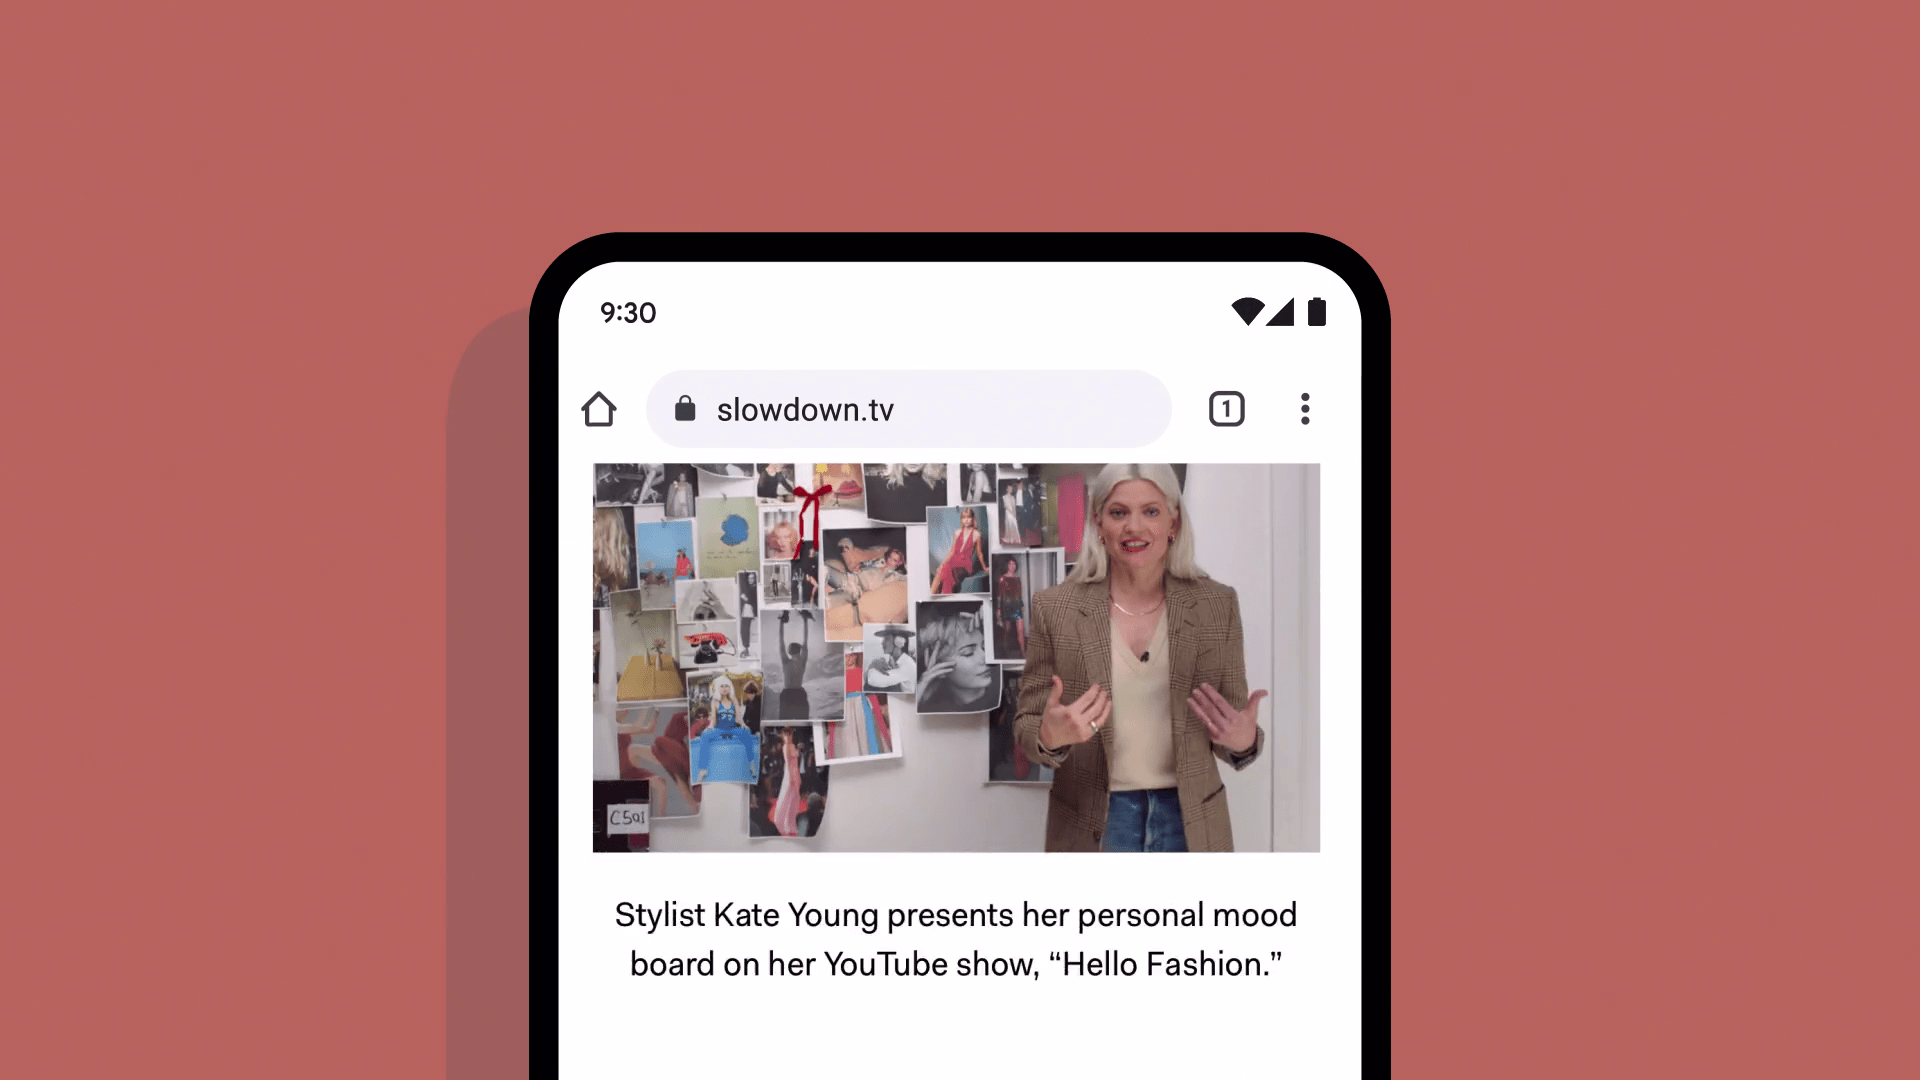 9:30
slowdown.tv
1
C501
Stylist Kate Young presents her personal mood
board on her YouTube show, “Hello Fashion.”